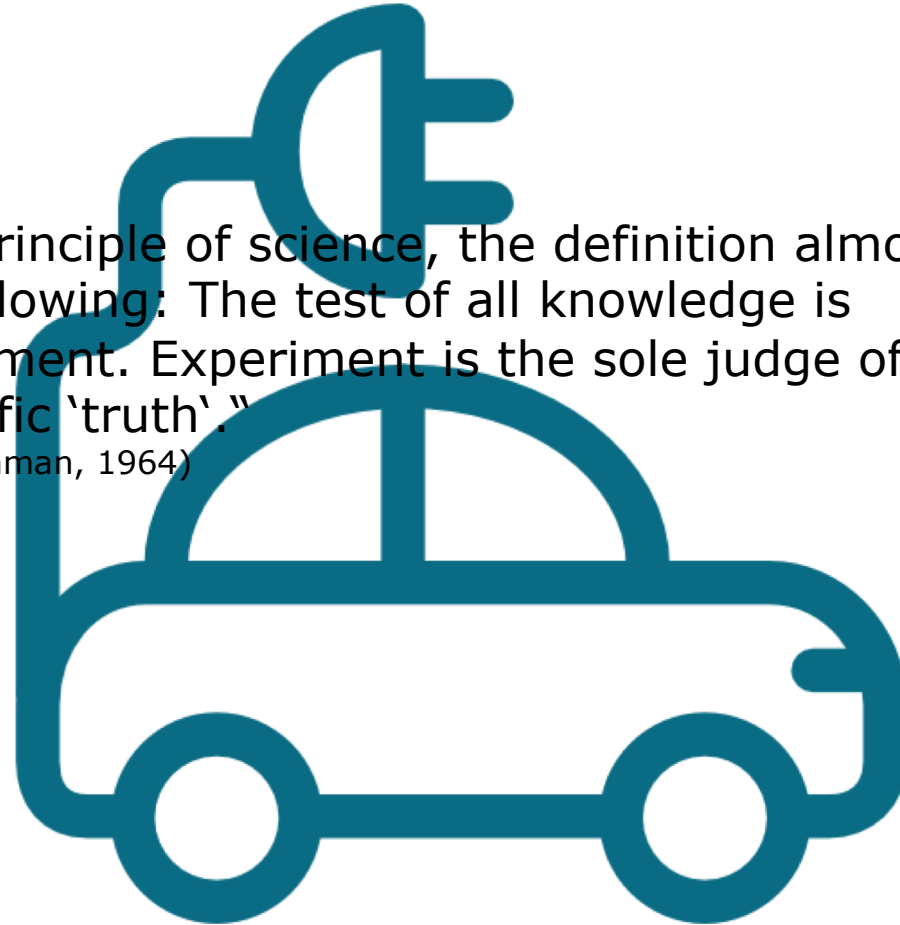 rinciple of science, the definition almo
lowing: The test of all knowledge is
ment. Experiment is the sole judge of
fic ‘truth‘.“
man, 1964)